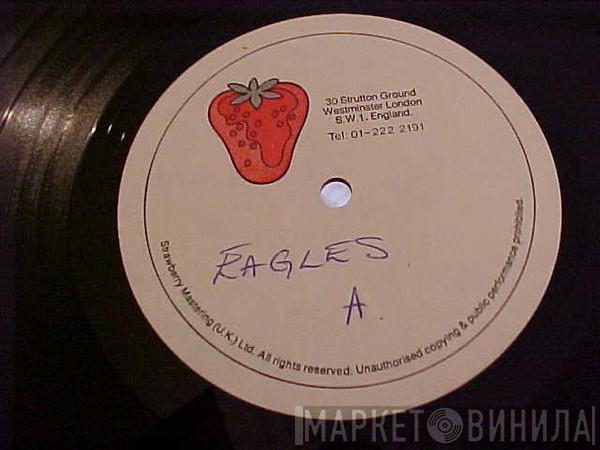 30 Strutton Ground
Westminster London
S.W.1. England.
Tel: 01-222 2191
EAGLES
A.
Strawberry Mastering (U.K.) Ltd. All rights reserved. Unauthorised copying & public performance prohibited.
МАРКЕТ ВИНИЛА